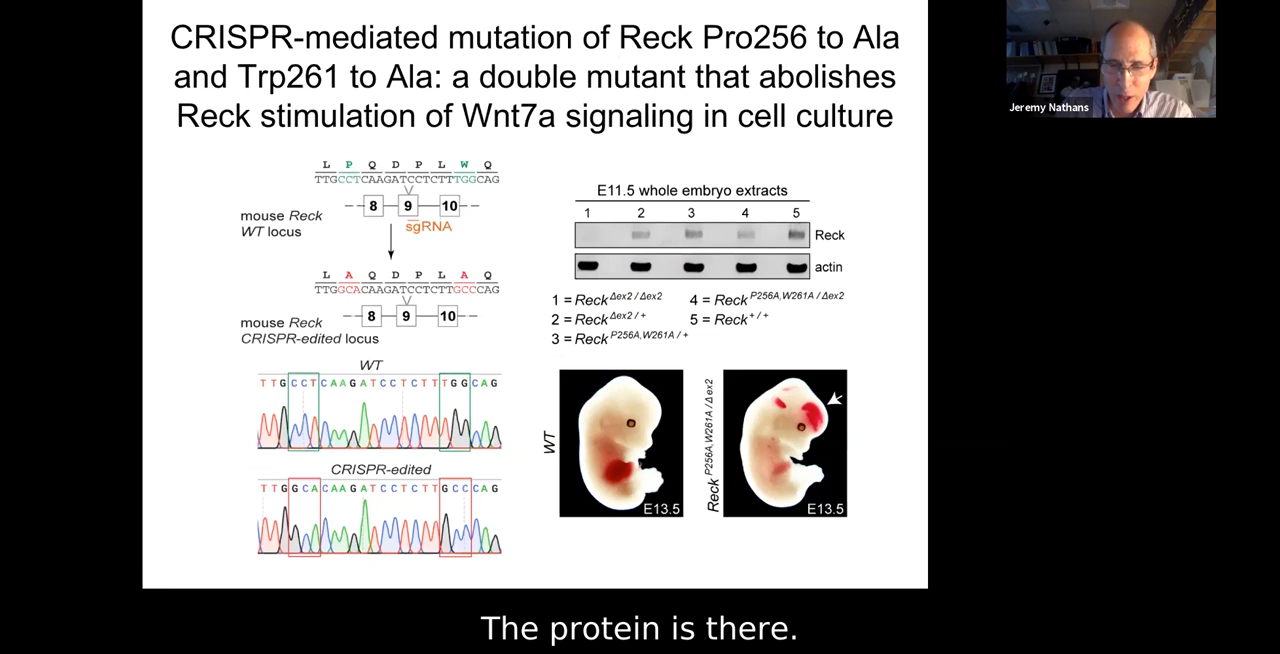 CRISPR-mediated mutation of Reck Pro256 to Ala
and Trp261 to Ala: a double mutant that abolishes
Reck stimulation of Wnt7a signaling in cell culture
Jeremy Nathans
L P Q D P L W Q
TTGCCTCAAGATCCTCTTTGGCAG
8 9 10
sgRNA
mouse Reck
WT locus
L A Q D P L A Q
TTGGCACAAGATCCTCTTGCCCAG
8 9 10
mouse Reck
CRISPR-edited locus
WT
TTGCCTCAAGATCCTCTTTGGCAG
CRISPR-edited
TTGGCACAAGATCCTCTTGCCCAG
E11.5 whole embryo extracts
1 2 3 4 5
Reck
actin
1 = Reck Δex2 / Δex2
2 = Reck Δex2 / +
3 = Reck P256A,W261A / +
4 = Reck P256A,W261A / Δex2
5 = Reck + / +
WT
E13.5
Reck P256A,W261A / Δex2
E13.5
The protein is there.